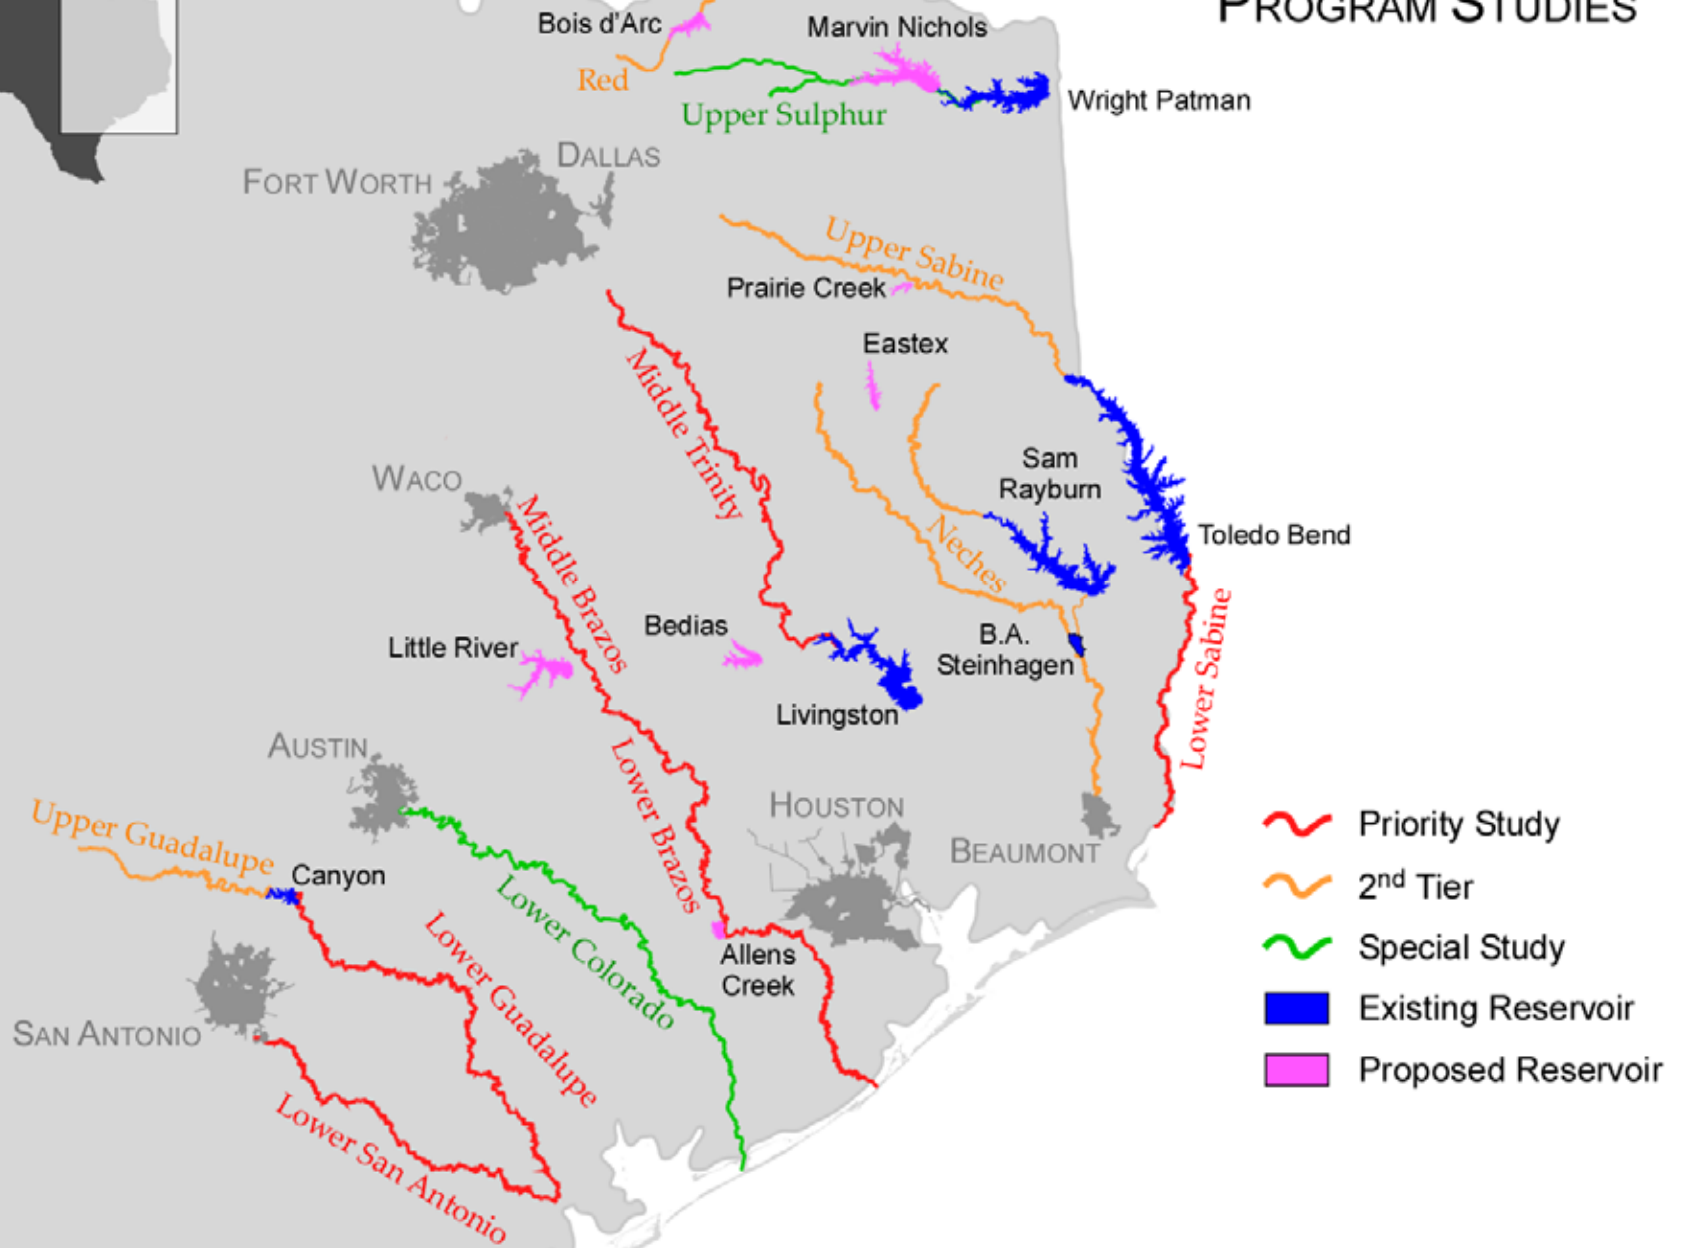 PROGRAM STUDIES
Bois d'Arc
Marvin Nichols
Red
Upper Sulphur
Wright Patman
DALLAS
FORT WORTH
Upper Sabine
Prairie Creek
Eastex
Middle Trinity
Sam
Rayburn
WACO
Middle Brazos
Neches
Toledo Bend
Lower Sabine
Little River
Bedias
B.A.
Steinhagen
Livingston
AUSTIN
Lower Brazos
HOUSTON
BEAUMONT
Upper Guadalupe
Canyon
Lower Colorado
Lower Guadalupe
Allens
Creek
SAN ANTONIO
Lower San Antonio
Priority Study
2nd Tier
Special Study
Existing Reservoir
Proposed Reservoir